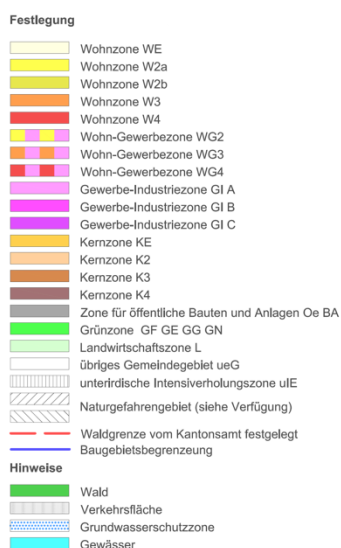 Festlegung
Wohnzone WE
Wohnzone W2a
Wohnzone W2b
Wohnzone W3
Wohnzone W4
Wohn-Gewerbezone WG2
Wohn-Gewerbezone WG3
Wohn-Gewerbezone WG4
Gewerbe-Industriezone GI A
Gewerbe-Industriezone GI B
Gewerbe-Industriezone GI C
Kernzone KE
Kernzone K2
Kernzone K3
Kernzone K4
Zone für öffentliche Bauten und Anlagen Oe BA
Grünzone GF GE GG GN
Landwirtschaftszone L
übriges Gemeindegebiet ueG
unterirdische Intensiverholungszone uIE
Naturgefahrengebiet (siehe Verfügung)
Waldgrenze vom Kantonsamt festgelegt
Baugebietsbegrenzung
Hinweise
Wald
Verkehrsfläche
Grundwasserschutzzone
Gewässer